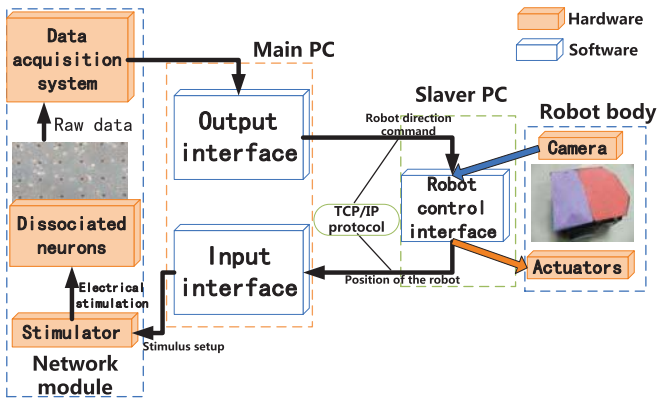 Hardware
Software
Data
acquisition
system
Raw data
Dissociated
neurons
Electrical
stimulation
Stimulator
Network
module
Main PC
Output
interface
Input
interface
Stimulus setup
Slaver PC
Robot direction
command
TCP/IP
protocol
Robot
control
interface
Position of the robot
Robot body
Camera
Actuators